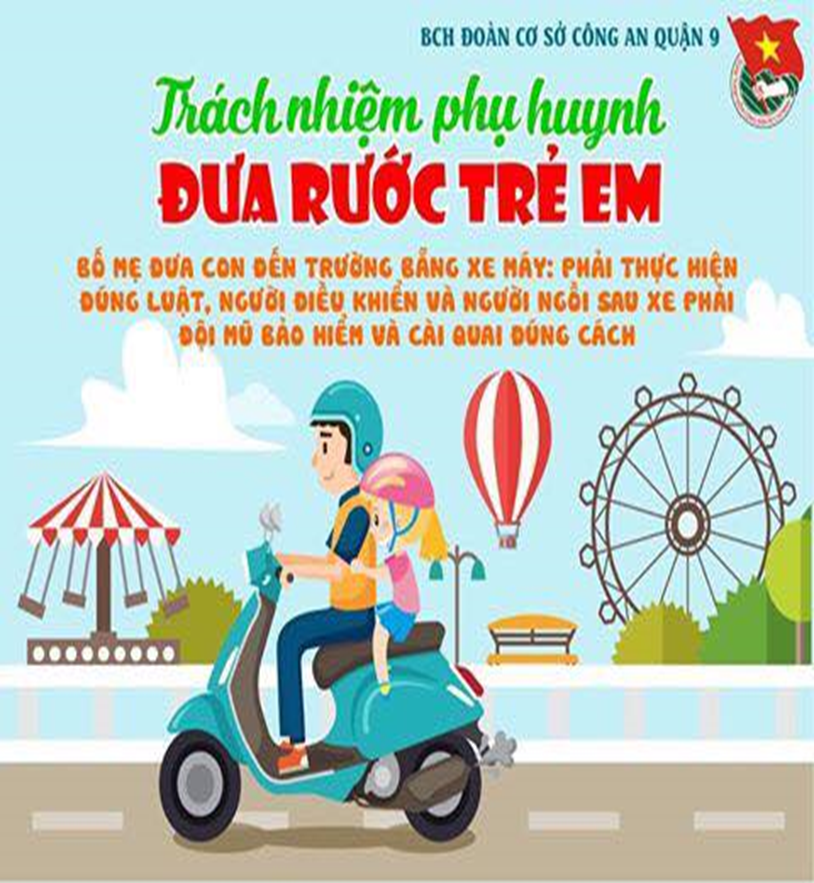 BCH ĐOÀN CƠ SỞ CÔNG AN QUẬN 9
Trách nhiệm phụ huynh
ĐƯA RƯỚC TRẺ EM
BỐ MẸ ĐƯA CON ĐẾN TRƯỜNG BẰNG XE MÁY: PHẢI THỰC HIỆN
ĐÚNG LUẬT, NGƯỜI ĐIỀU KHIỂN VÀ NGƯỜI NGỒI SAU XE PHẢI
ĐỘI MŨ BẢO HIỂM VÀ CÀI QUAI ĐÚNG CÁCH